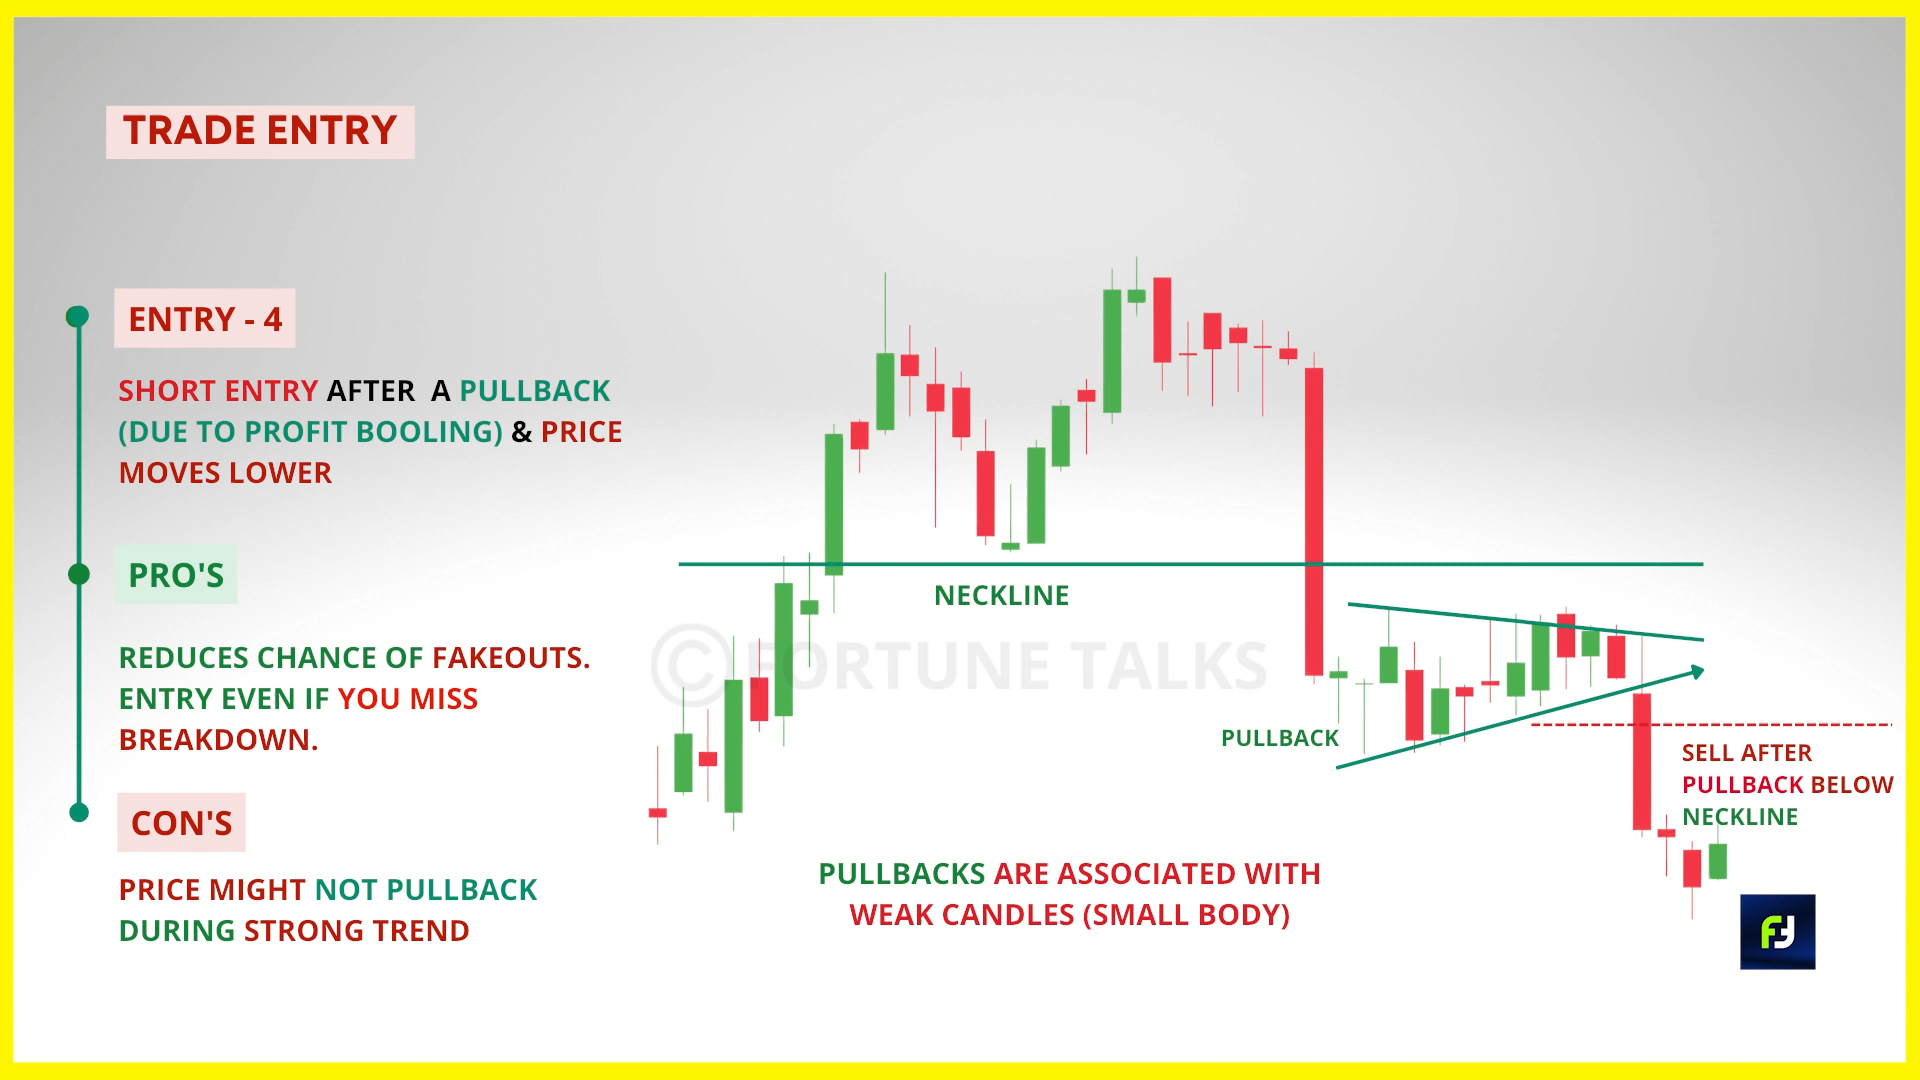 TRADE ENTRY
ENTRY - 4
SHORT ENTRY AFTER A PULLBACK
(DUE TO PROFIT BOOLING) & PRICE
MOVES LOWER
PRO'S
REDUCES CHANCE OF FAKEOUTS.
ENTRY EVEN IF YOU MISS
BREAKDOWN.
CON'S
PRICE MIGHT NOT PULLBACK
DURING STRONG TREND
NECKLINE
©FORTUNE TALKS
PULLBACK
SELL AFTER
PULLBACK BELOW
NECKLINE
PULLBACKS ARE ASSOCIATED WITH
WEAK CANDLES (SMALL BODY)